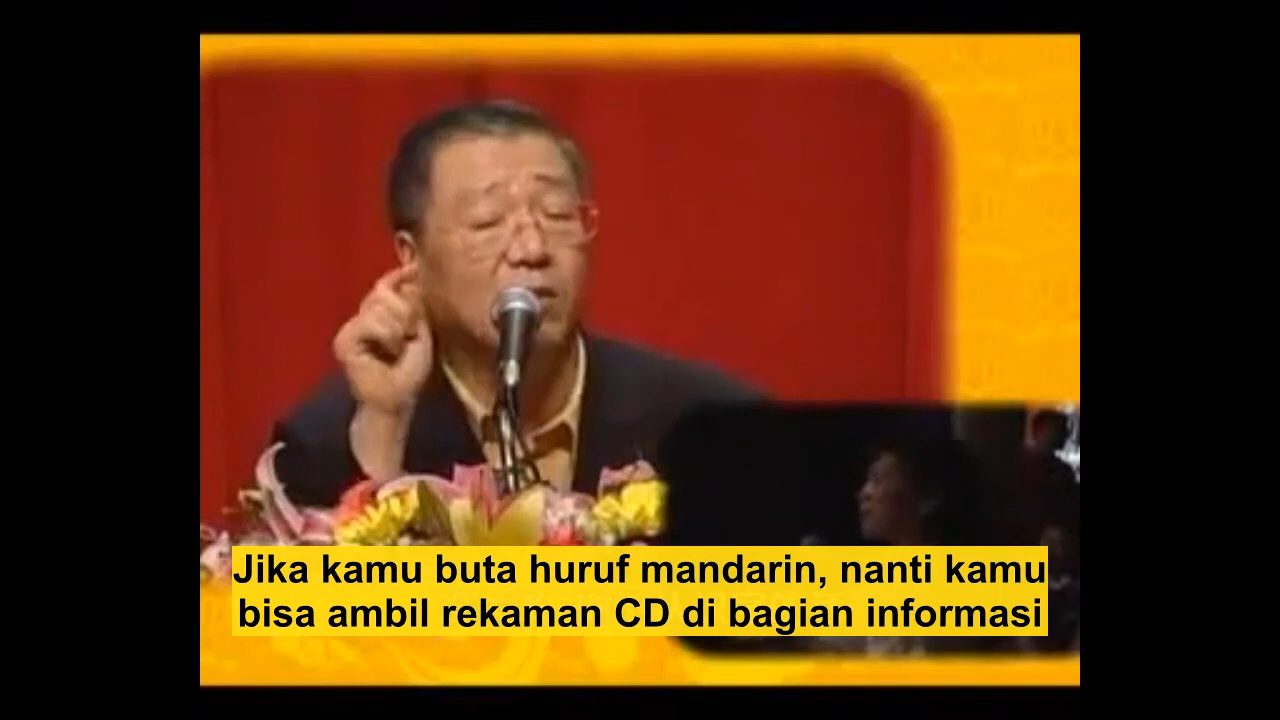 Jika kamu buta huruf mandarin, nanti kamu
bisa ambil rekaman CD di bagian informasi